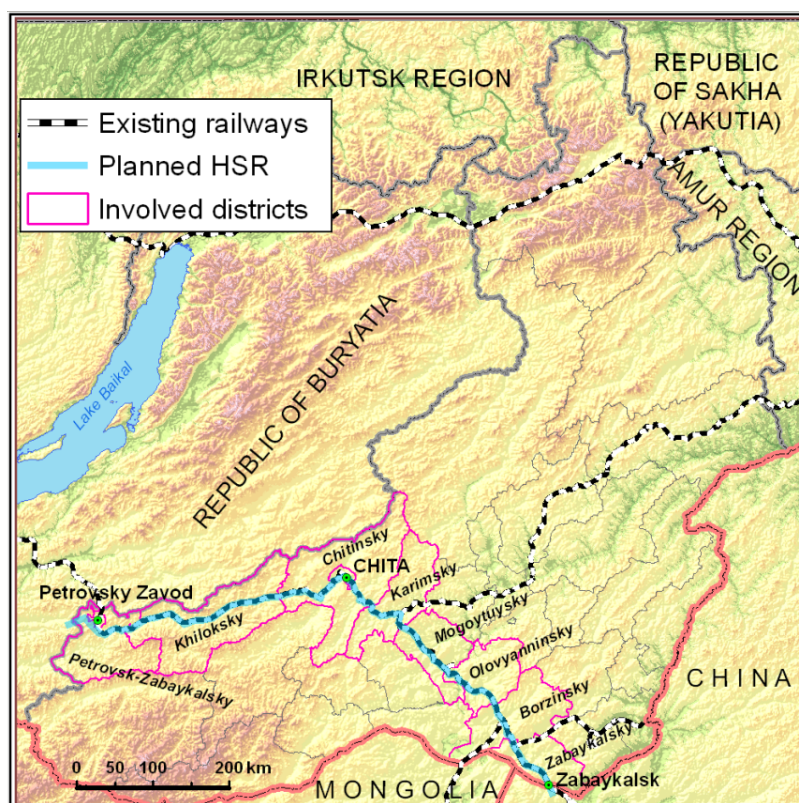 IRKUTSK REGION
REPUBLIC
OF SAKHA
(YAKUTIA)
Existing railways
Planned HSR
Involved districts
AMUR REGION
Lake Baikal
REPUBLIC OF BURYATIA
Chitinsky
CHITA
Karimsky
Petrovsky Zavod
Mogoytuysky
Khiloksky
Olovyanninsky
Petrovsk-Zabaykalsky
CHINA
Borzinsky
Zabaykalsky
0 50 100 200 km
Zabaykalsk
MONGOLIA